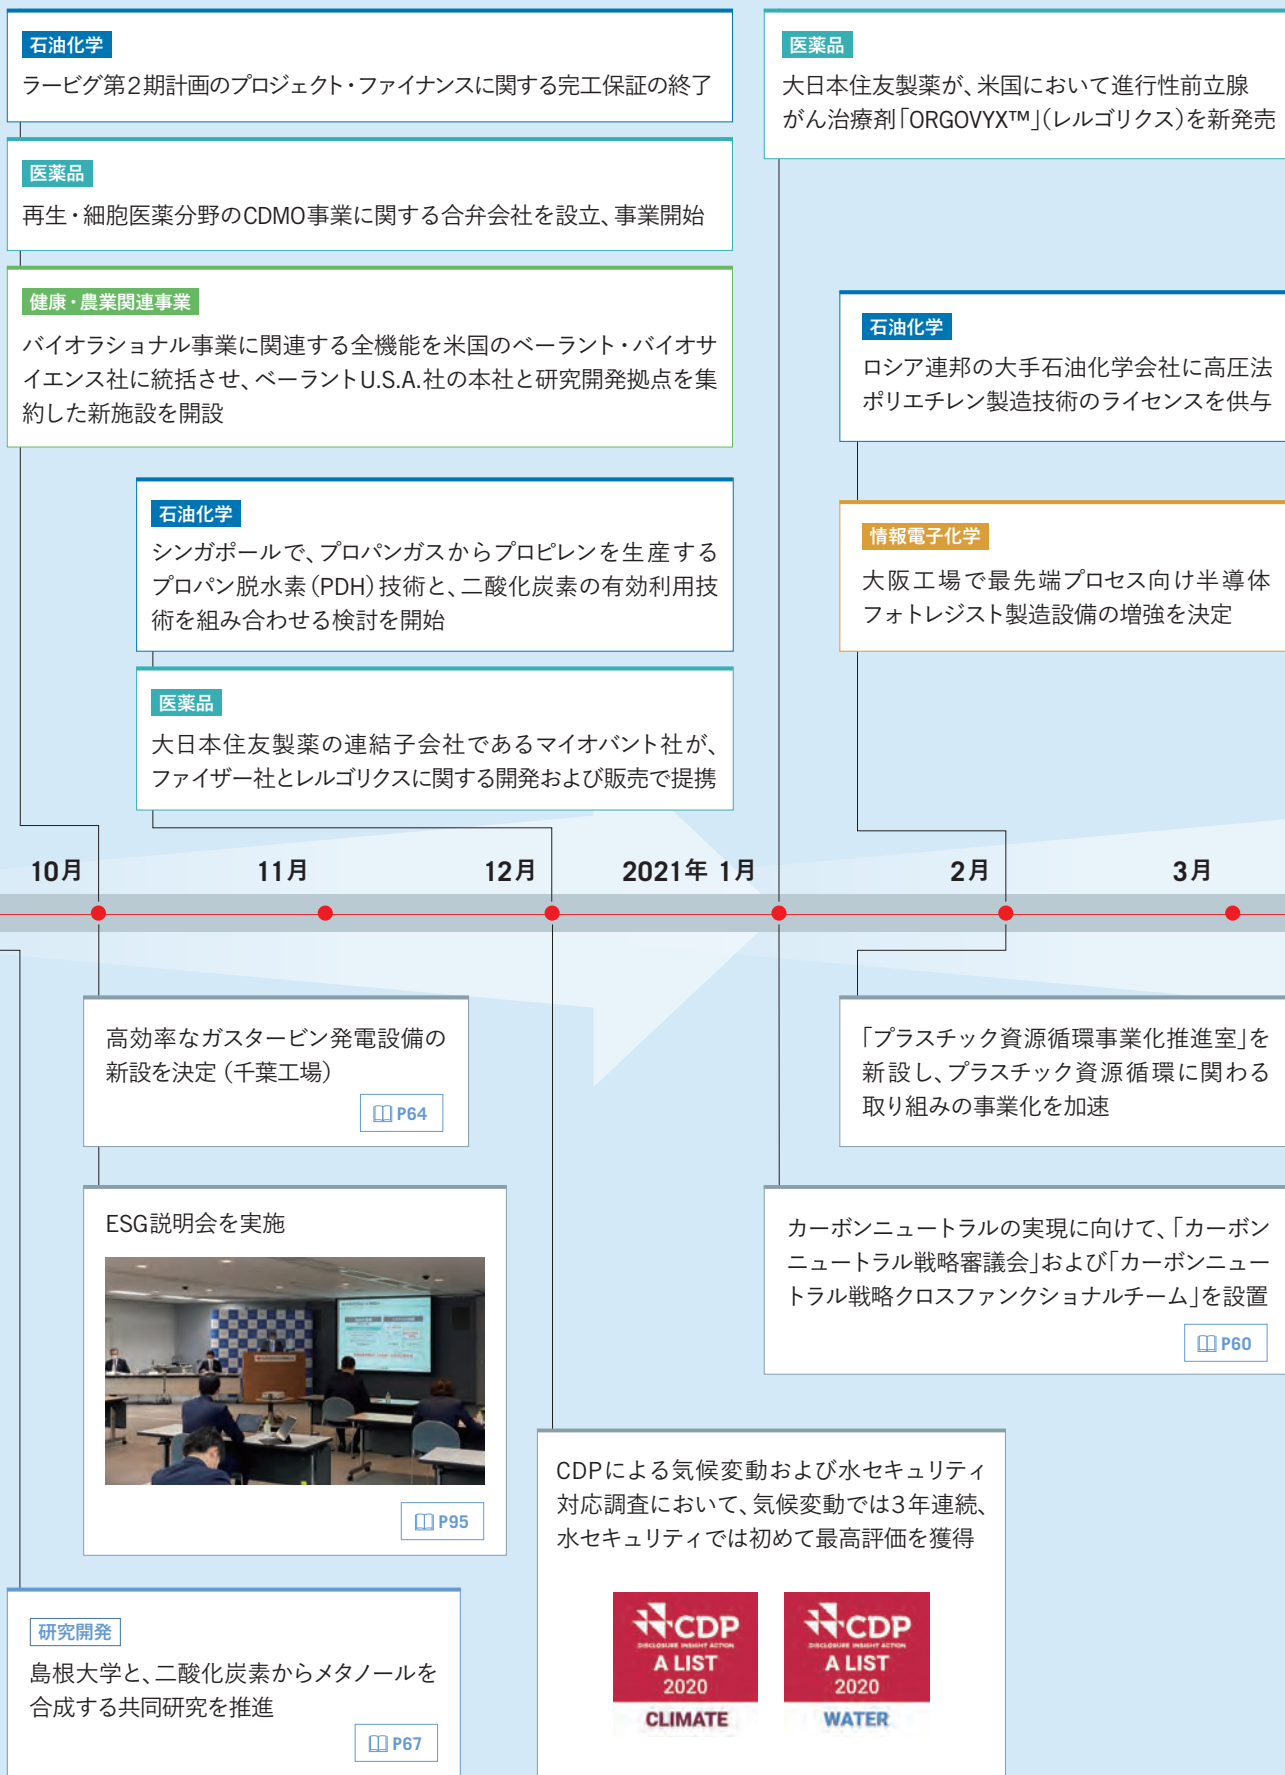 石油化学
ラービグ第2期計画のプロジェクト・ファイナンスに関する完工保証の終了
医薬品
再生・細胞医薬分野のCDMO事業に関する合弁会社を設立、事業開始
健康・農業関連事業
バイオラショナル事業に関連する全機能を米国のベーラント・バイオサ
イエンス社に統括させ、ベーラントU.S.A.社の本社と研究開発拠点を集
約した新施設を開設
石油化学
シンガポールで、プロパンガスからプロピレンを生産する
プロパン脱水素(PDH)技術と、二酸化炭素の有効利用技
術を組み合わせる検討を開始
医薬品
大日本住友製薬の連結子会社であるマイオバント社が、
ファイザー社とレルゴリクスに関する開発および販売で提携
医薬品
大日本住友製薬が、米国において進行性前立腺
がん治療剤「ORGOVYX™」(レルゴリクス)を新発売
石油化学
ロシア連邦の大手石油化学会社に高圧法
ポリエチレン製造技術のライセンスを供与
情報電子化学
大阪工場で最先端プロセス向け半導体
フォトレジスト製造設備の増強を決定
10月
11月
12月
2021年 1月
2月
3月
高効率なガスタービン発電設備の
新設を決定(千葉工場)
P64
ESG説明会を実施
P95
研究開発
島根大学と、二酸化炭素からメタノールを
合成する共同研究を推進
P67
CDPによる気候変動および水セキュリティ
対応調査において、気候変動では3年連続、
水セキュリティでは初めて最高評価を獲得
CDP
DISCLOSURE INSIGHT ACTION
A LIST
2020
CLIMATE
CDP
DISCLOSURE INSIGHT ACTION
A LIST
2020
WATER
「プラスチック資源循環事業化推進室」を
新設し、プラスチック資源循環に関わる
取り組みの事業化を加速
カーボンニュートラルの実現に向けて、「カーボン
ニュートラル戦略審議会」および「カーボンニュー
トラル戦略クロスファンクショナルチーム」を設置
P60